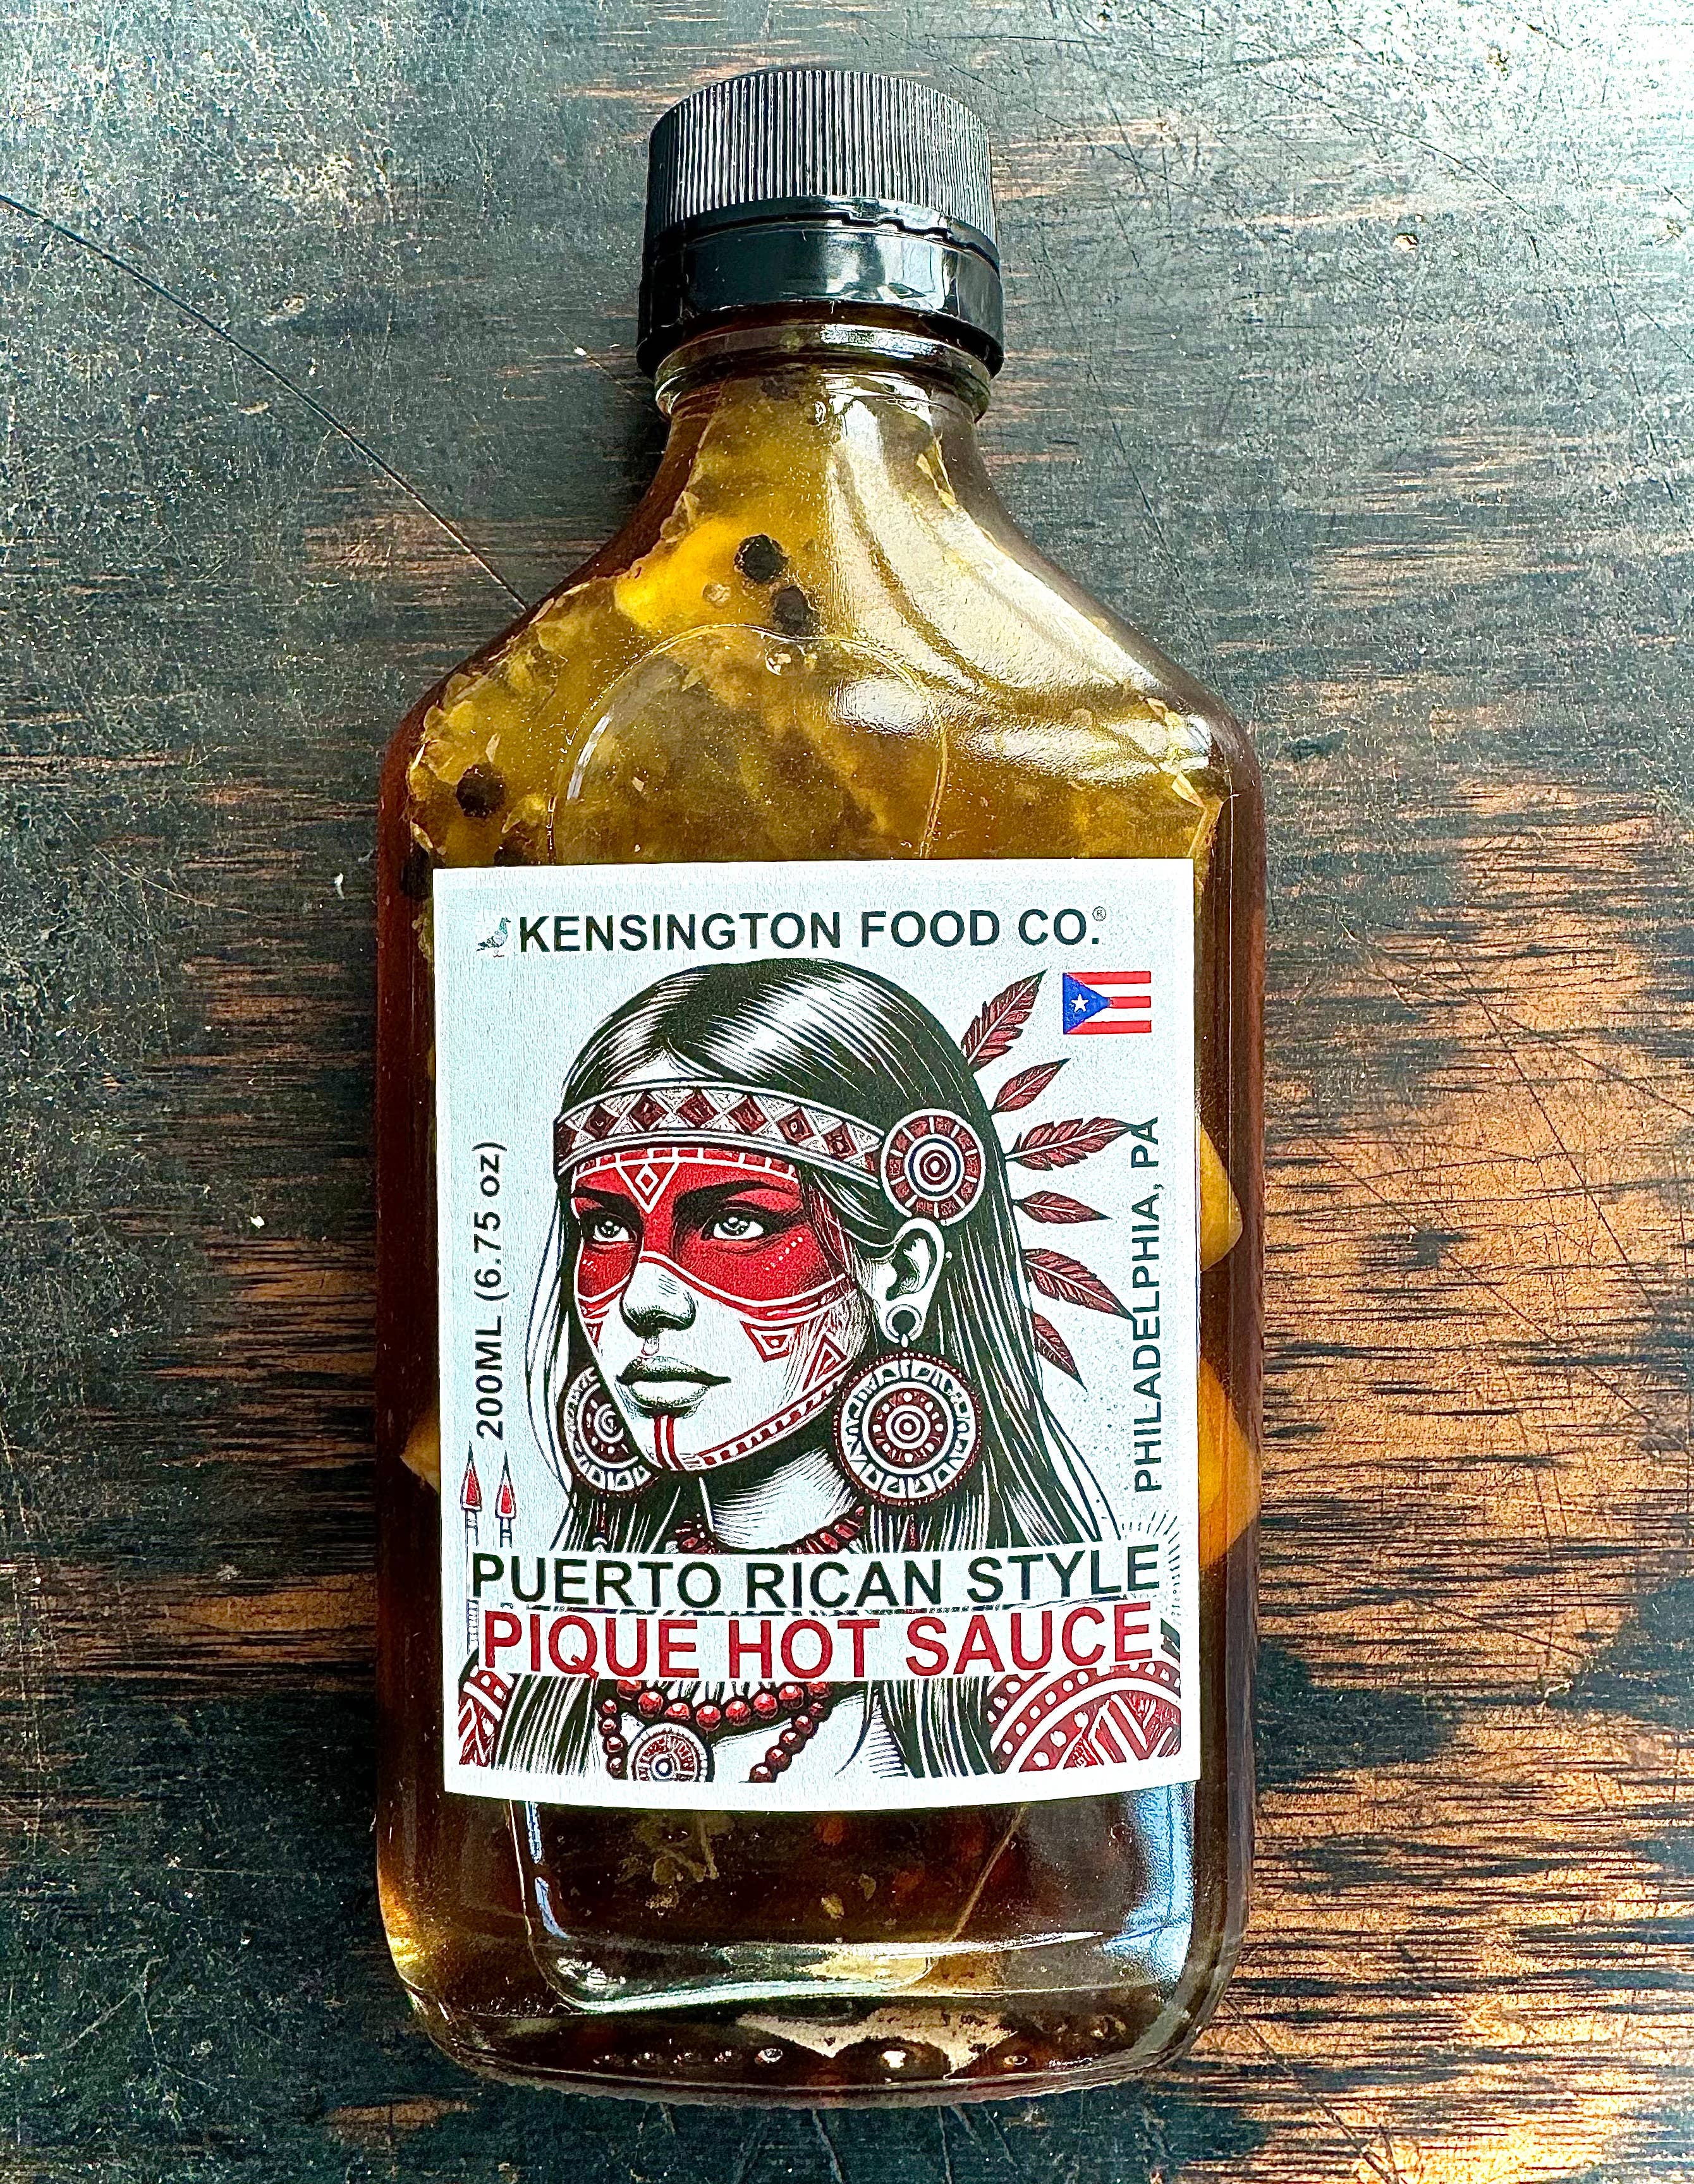 KENSINGTON FOOD CO.®
200ML (6.75 oz)
PHILADELPHIA, PA
PUERTO RICAN STYLE
PIQUE HOT SAUCE